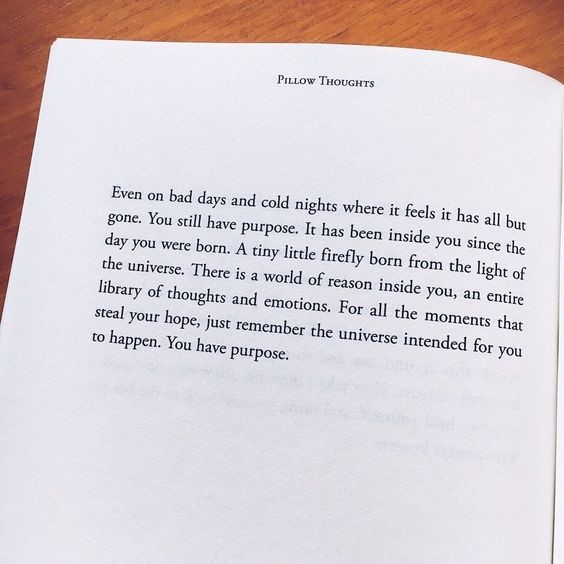 Pillow Thoughts
Even on bad days and cold nights where it feels it has all but
gone. You still have purpose. It has been inside you since the
day you were born. A tiny little firefly born from the light of
the universe. There is a world of reason inside you, an entire
library of thoughts and emotions. For all the moments that
steal your hope, just remember the universe intended for you
to happen. You have purpose.